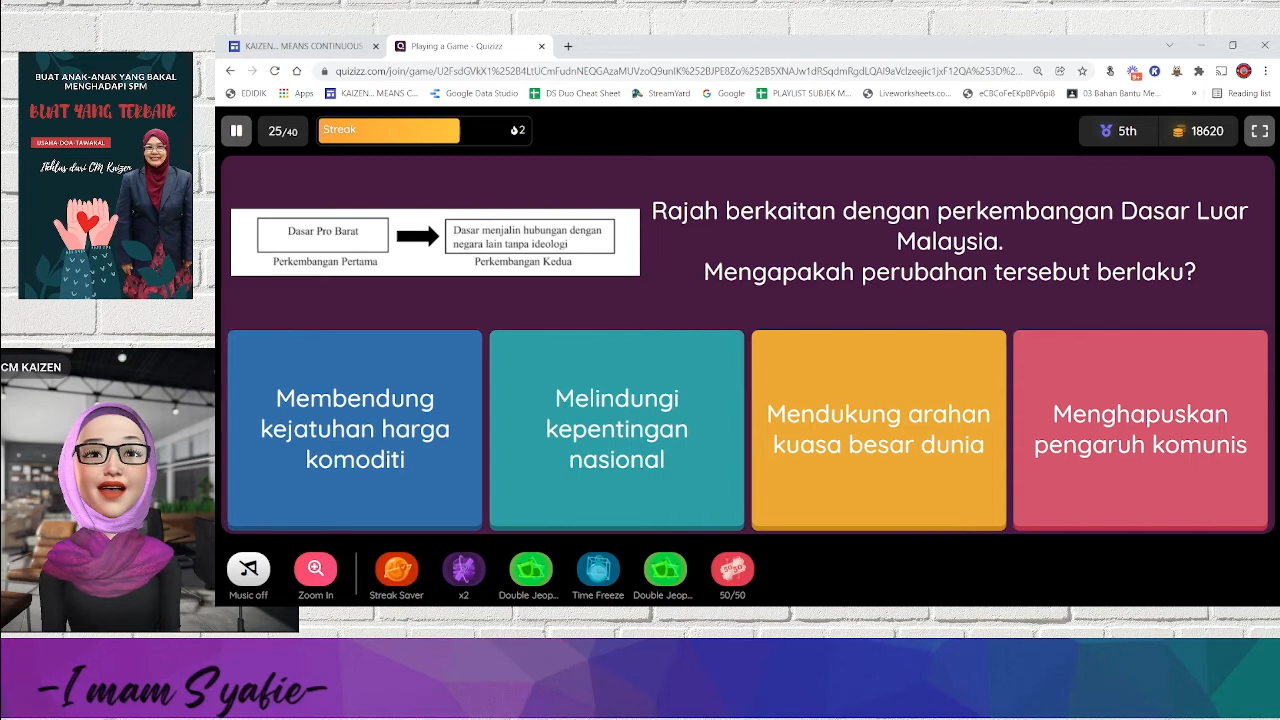 BUAT ANAK-ANAK YANG BAKAL
MENGHADAPI SPM
BUAT YANG TERBAIK
USAHA-DOA-TAWAKAL
Ikhlas dari CM Kaizen
CM KAIZEN
KAIZEN... MEANS CONTINUOUS
Playing a Game - Quizizz
EDIDIK
Apps
KAIZEN... MEANS C...
Google Data Studio
DS Duo Cheat Sheet
StreamYard
Google
PLAYLIST SUBJEK M...
Liveworksheets.co...
eCBCoFeEKp8Pv6pi8
03 Bahan Bantu Me...
»
Reading list
25/40
Streak
2
5th
18620
Dasar Pro Barat
Perkembangan Pertama
Dasar menjalin hubungan dengan
negara lain tanpa ideologi
Perkembangan Kedua
Rajah berkaitan dengan perkembangan Dasar Luar
Malaysia.
Mengapakah perubahan tersebut berlaku?
Membendung
kejatuhan harga
komoditi
Melindungi
kepentingan
nasional
Mendukung arahan
kuasa besar dunia
Menghapuskan
pengaruh komunis
Music off
Zoom In
Streak Saver
x2
Double Jeop...
Time Freeze
Double Jeop...
50/50
-Imam Syafie-